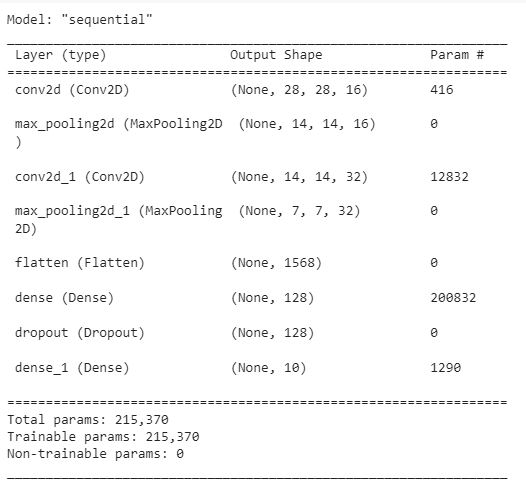 Model: "sequential"
_________________________________________________________________
Layer (type) Output Shape Param #
=================================================================
conv2d (Conv2D) (None, 28, 28, 16) 416
max_pooling2d (MaxPooling2D (None, 14, 14, 16) 0
)
conv2d_1 (Conv2D) (None, 14, 14, 32) 12832
max_pooling2d_1 (MaxPooling (None, 7, 7, 32) 0
2D)
flatten (Flatten) (None, 1568) 0
dense (Dense) (None, 128) 200832
dropout (Dropout) (None, 128) 0
dense_1 (Dense) (None, 10) 1290
=================================================================
Total params: 215,370
Trainable params: 215,370
Non-trainable params: 0
_________________________________________________________________